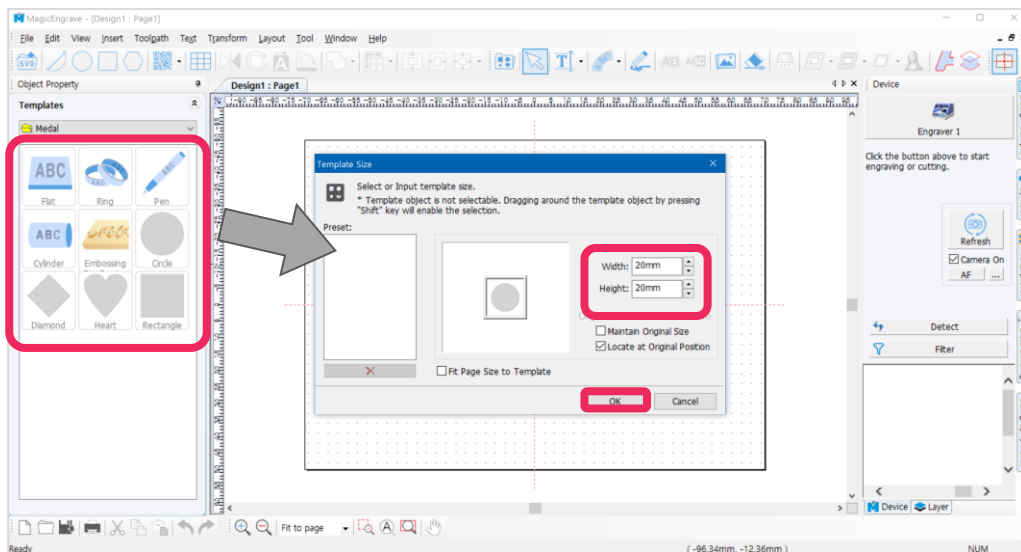 MagicEngrave - [Design1 : Page1]
File Edit View Insert Toolpath Text Transform Layout Tool Window Help
SVG
Object Property
Design1 : Page1
Device
Templates
Medal
ABC
Flat
Ring
Pen
ABC
Cylinder
Embossing
Circle
Diamond
Heart
Rectangle
Template Size
Select or Input template size.
* Template object is not selectable. Dragging around the template object by pressing
"Shift" key will enable the selection.
Preset:
Width: 20mm
Height: 20mm
Maintain Original Size
Locate at Original Position
Fit Page Size to Template
OK
Cancel
Engraver 1
Click the button above to start
engraving or cutting.
Refresh
Camera On
AF ...
Detect
Filter
Device Layer
Fit to page
Ready
( -96.34mm, -12.36mm )
NUM